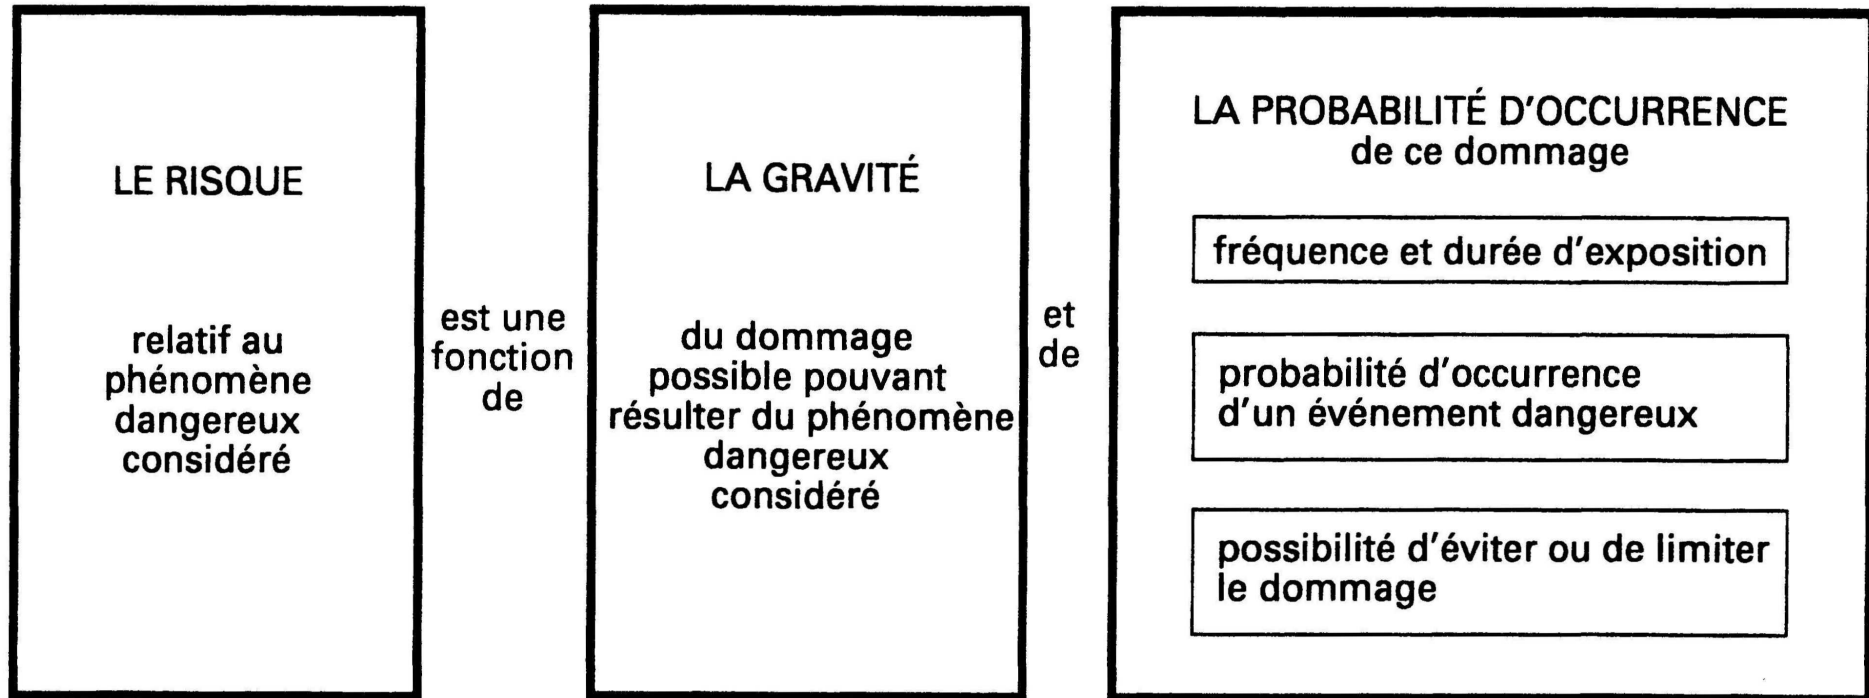 LE RISQUE
relatif au
phénomène
dangereux
considéré
est une
fonction
de
LA GRAVITÉ
du dommage
possible pouvant
résulter du phénomène
dangereux
considéré
et
de
LA PROBABILITÉ D'OCCURRENCE
de ce dommage
fréquence et durée d'exposition
probabilité d'occurrence
d'un événement dangereux
possibilité d'éviter ou de limiter
le dommage